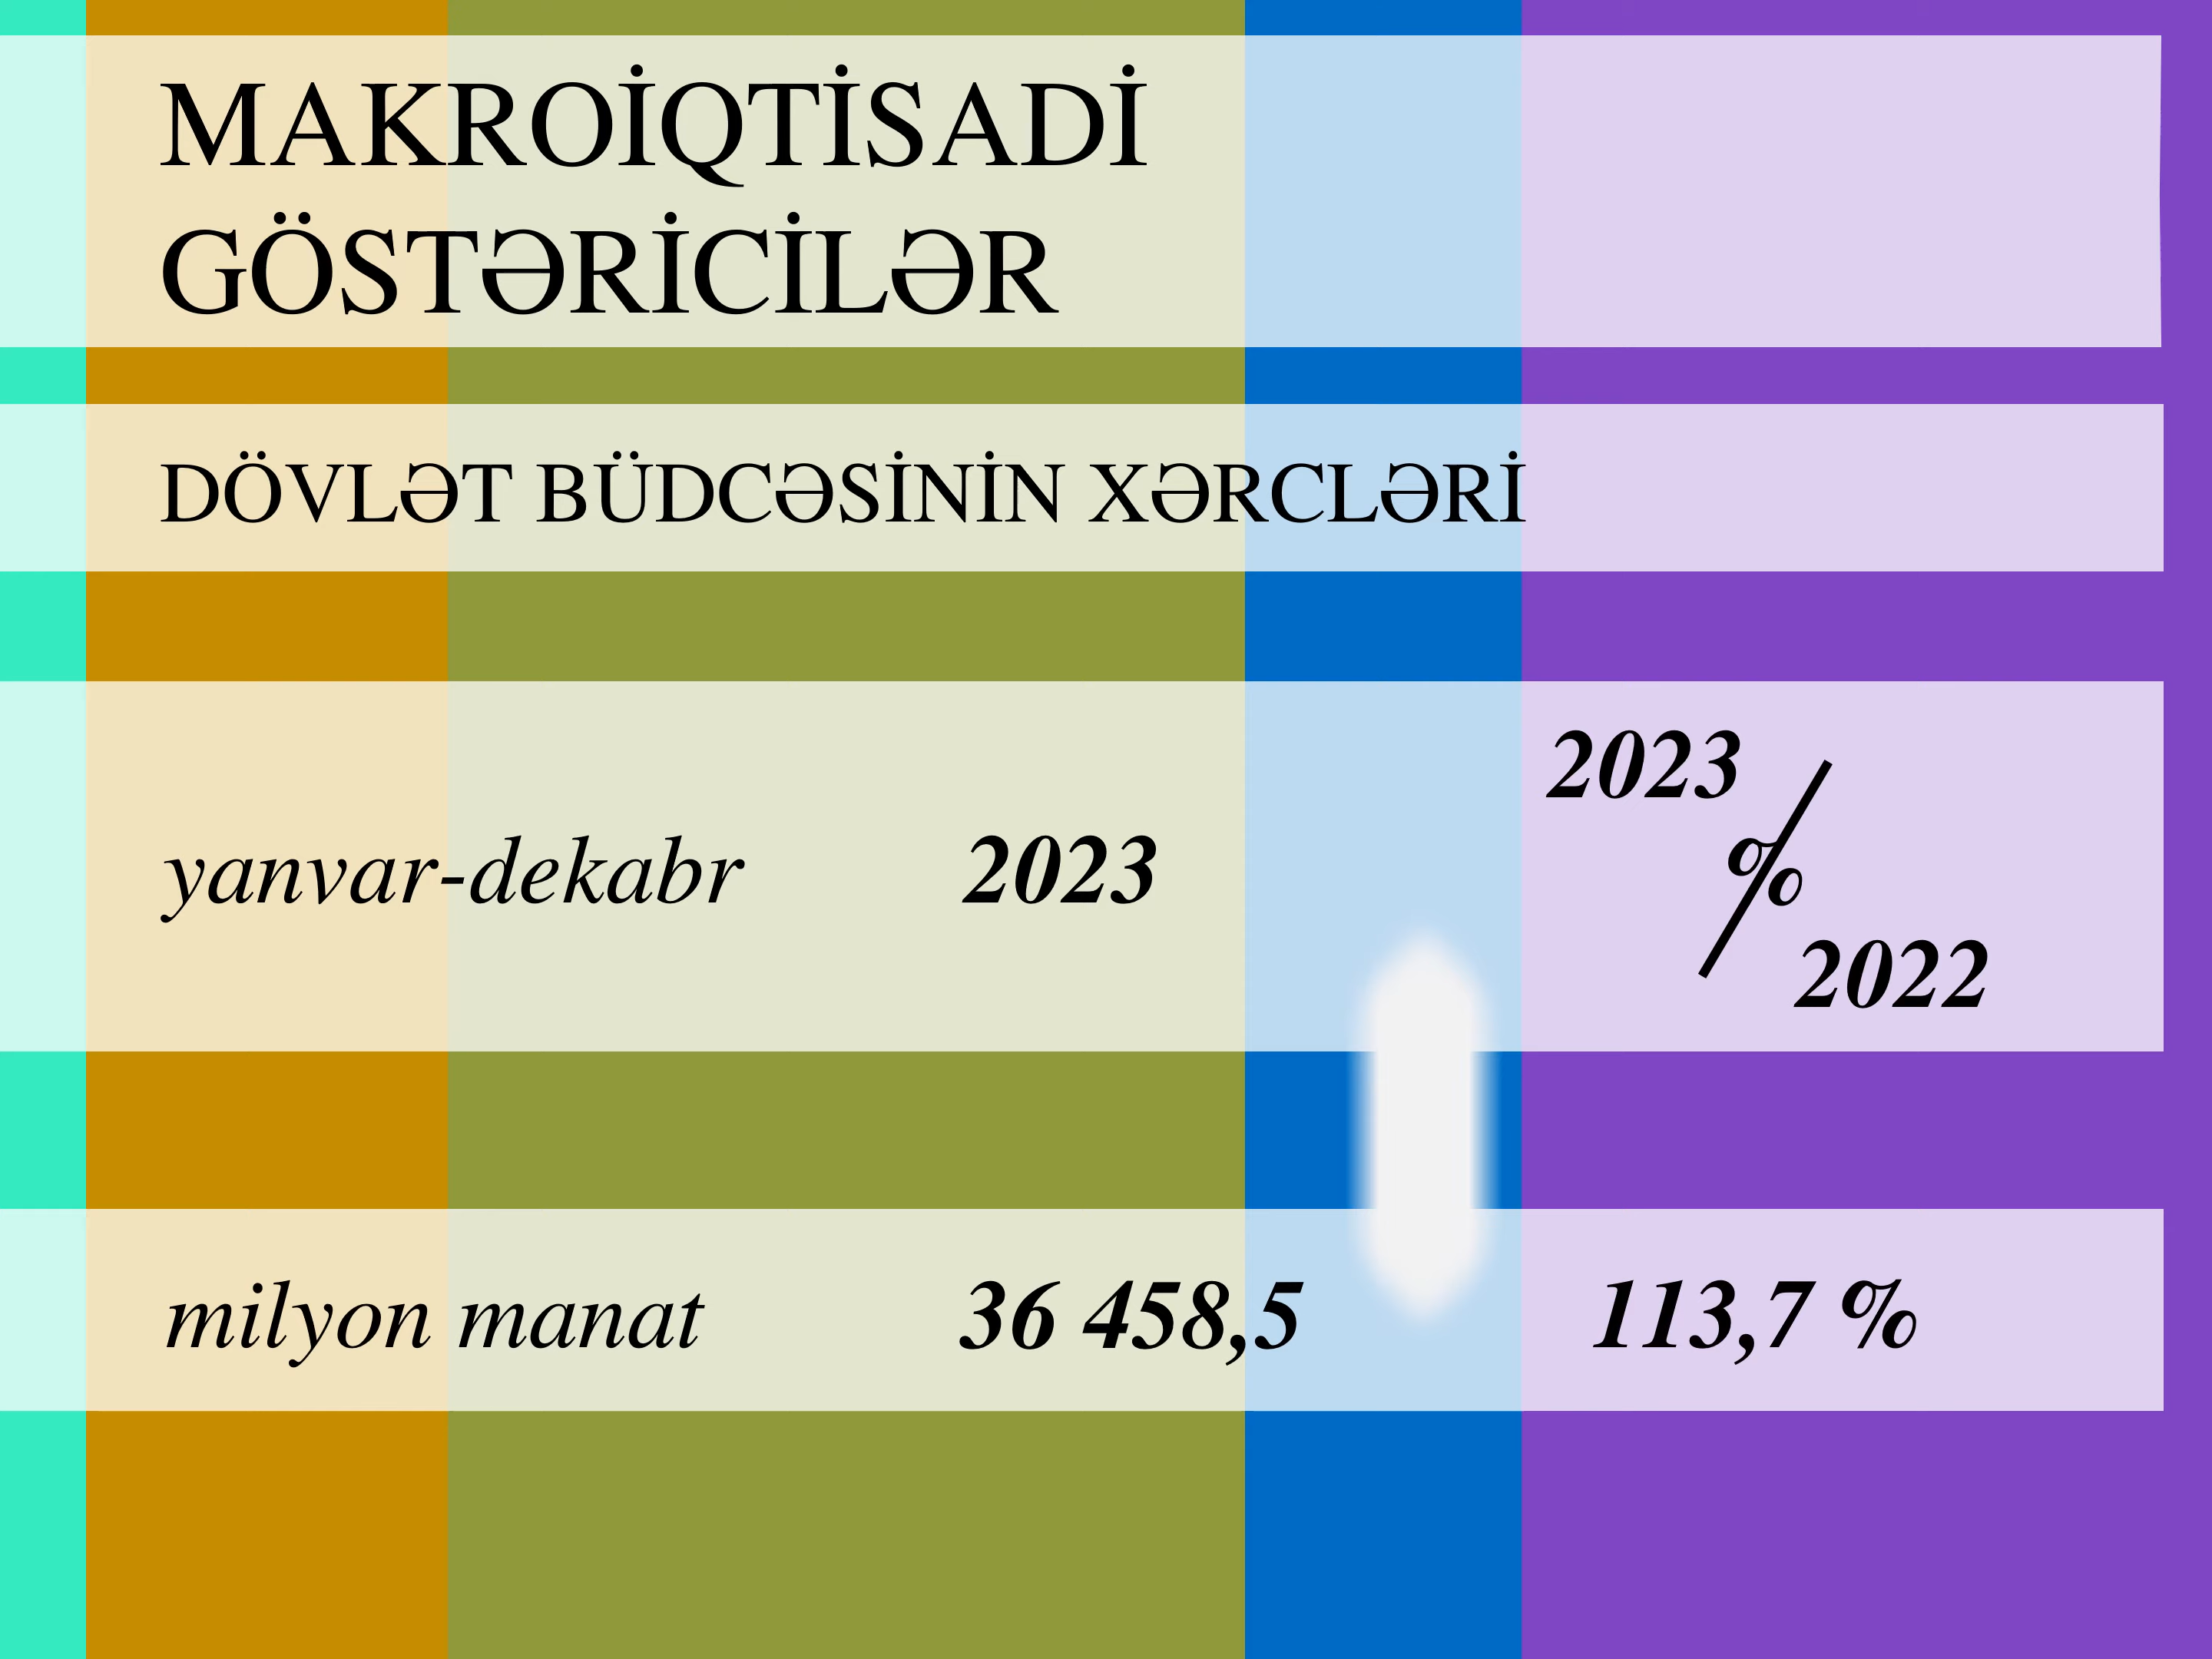 MAKROİQTİSADİ
GÖSTƏRİCİLƏR
DÖVLƏT BÜDCƏSİNİN XƏRCLƏRİ
yanvar-dekabr 2023 2023 % 2022
milyon manat 36 458,5 113,7 %